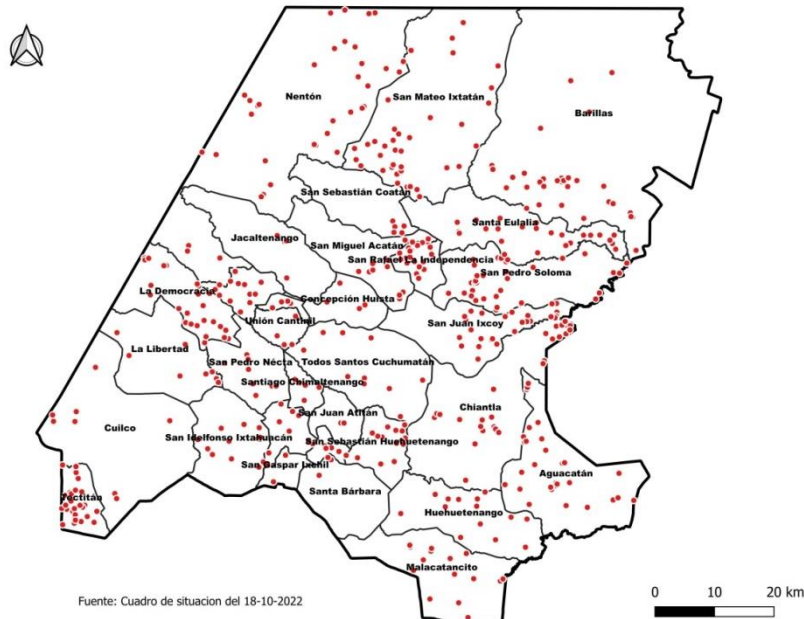 Nentón
San Mateo Ixtatán
Barillas
San Sebastián Coatán
Santa Eulalia
Jacaltenango
San Miguel Acatán
San Rafael La Independencia
San Pedro Soloma
La Democracia
Concepción Huista
Unión Cantinil
San Juan Ixcoy
La Libertad
San Pedro Nécta
Todos Santos Cuchumatán
Santiago Chimaltenango
Chiantla
San Juan Atitán
Cuilco
San Idelfonso Ixtahuacán
San Sebastián Huehuetenango
San Gaspar Ixchil
Aguacatán
Tectitán
Santa Bárbara
Huehuetenango
Malacatancito
Fuente: Cuadro de situacion del 18-10-2022
0 10 20 km